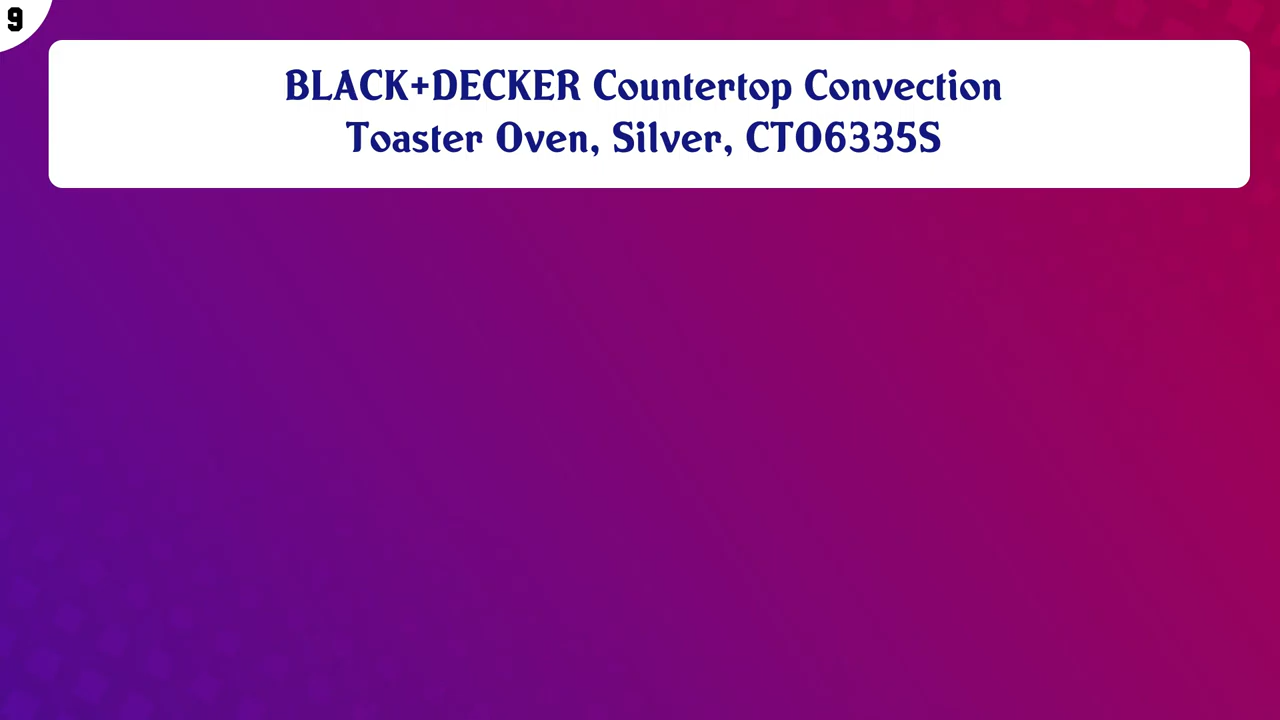 9
BLACK+DECKER Countertop Convection
Toaster Oven, Silver, CTO6335S